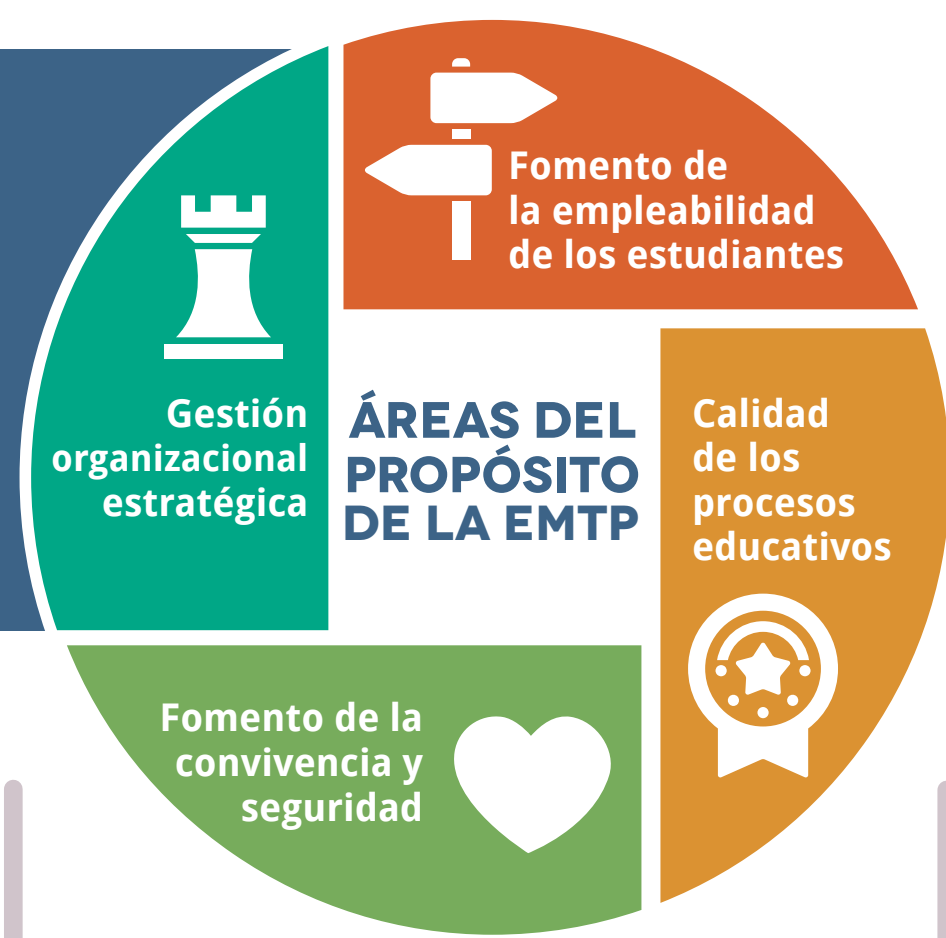 Fomento de
la empleabilidad
de los estudiantes
Gestión
organizacional
estratégica
ÁREAS DEL
PROPÓSITO
DE LA EMTP
Calidad
de los
procesos
educativos
Fomento de la
convivencia y
seguridad